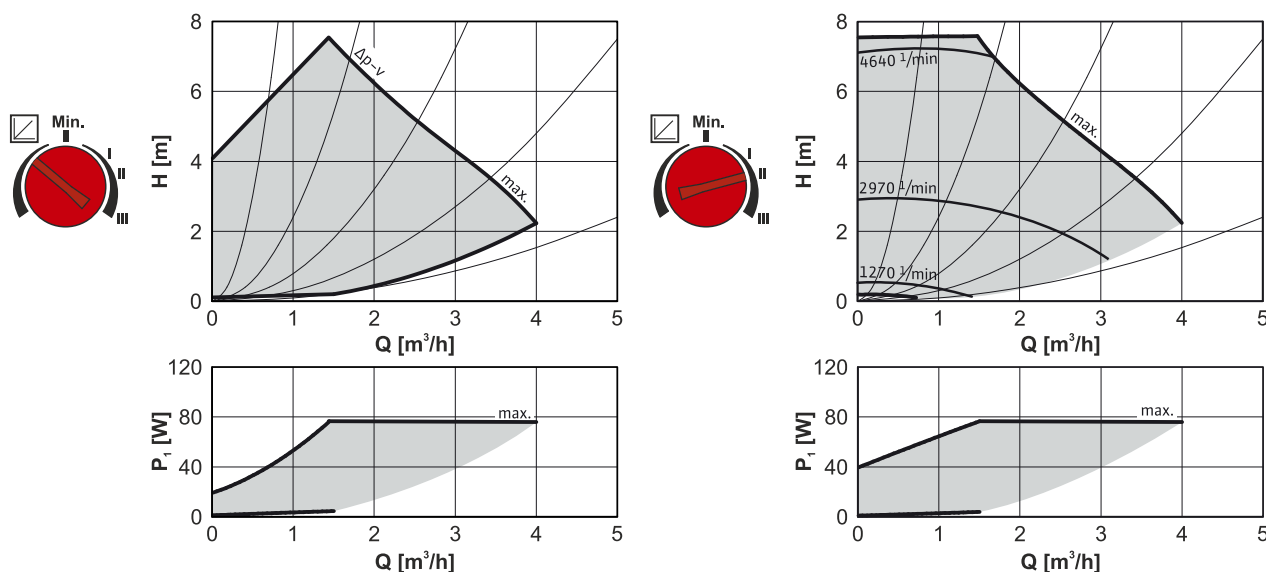 Min.
I
II
III
H [m]
8
6
4
2
0
Δp-v
max.
0 1 2 3 4 5
Q [m³/h]
P₁ [W]
120
80
40
0
max.
0 1 2 3 4 5
Q [m³/h]
Min.
I
II
III
H [m]
8
6
4
2
0
4640 1/min
max.
2970 1/min
1270 1/min
0 1 2 3 4 5
Q [m³/h]
P₁ [W]
120
80
40
0
max.
0 1 2 3 4 5
Q [m³/h]